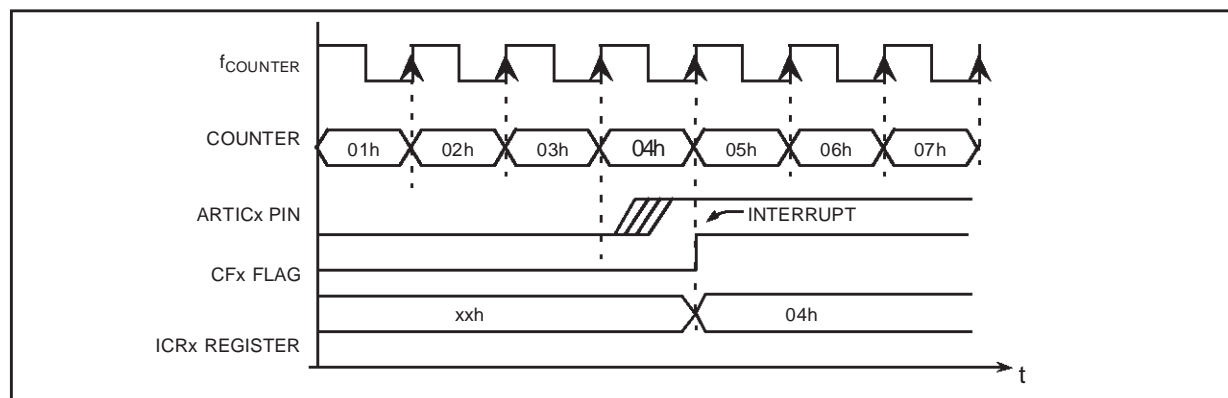 fCOUNTER
COUNTER
01h 02h 03h 04h 05h 06h 07h
ARTICx PIN
INTERRUPT
CFx FLAG
xxh 04h
ICRx REGISTER
t